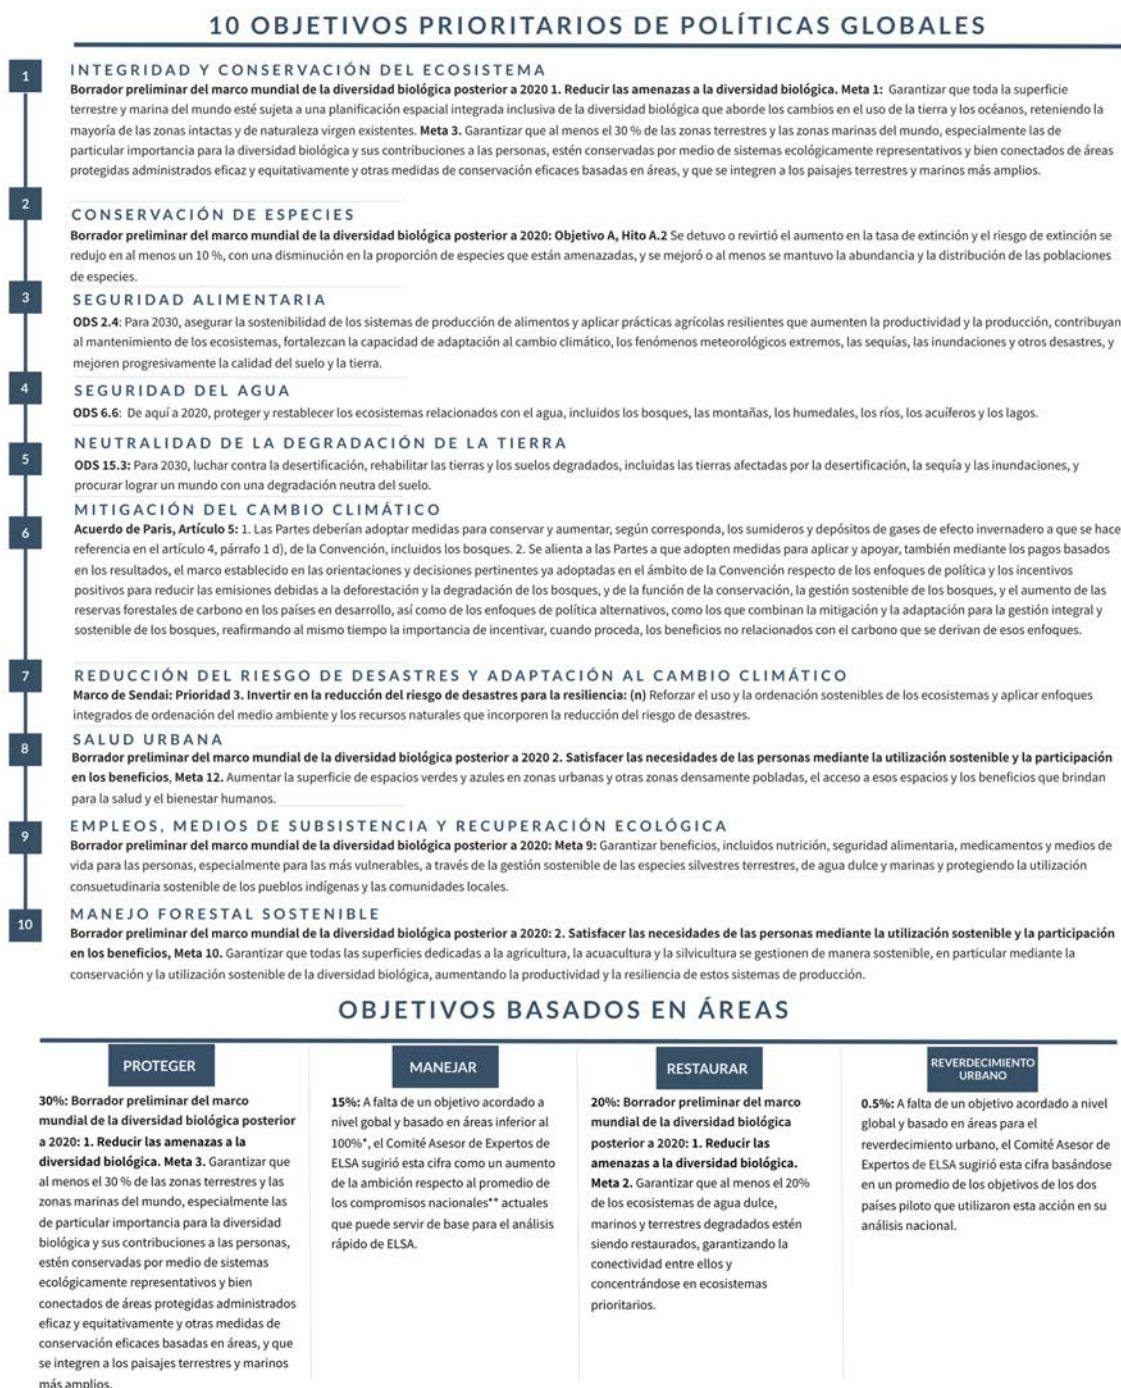 10 OBJETIVOS PRIORITARIOS DE POLÍTICAS GLOBALES
1
INTEGRIDAD Y CONSERVACIÓN DEL ECOSISTEMA
Borrador preliminar del marco mundial de la diversidad biológica posterior a 2020 1. Reducir las amenazas a la diversidad biológica. Meta 1: Garantizar que toda la superficie
terrestre y marina del mundo esté sujeta a una planificación espacial integrada inclusiva de la diversidad biológica que aborde los cambios en el uso de la tierra y los océanos, reteniendo la
mayoría de las zonas intactas y de naturaleza virgen existentes. Meta 3. Garantizar que al menos el 30 % de las zonas terrestres y las zonas marinas del mundo, especialmente las de
particular importancia para la diversidad biológica y sus contribuciones a las personas, estén conservadas por medio de sistemas ecológicamente representativos y bien conectados de áreas
protegidas administrados eficaz y equitativamente y otras medidas de conservación eficaces basadas en áreas, y que se integren a los paisajes terrestres y marinos más amplios.
2
CONSERVACIÓN DE ESPECIES
Borrador preliminar del marco mundial de la diversidad biológica posterior a 2020: Objetivo A, Hito A.2 Se detuvo o revirtió el aumento en la tasa de extinción y el riesgo de extinción se
redujo en al menos un 10 %, con una disminución en la proporción de especies que están amenazadas, y se mejoró o al menos se mantuvo la abundancia y la distribución de las poblaciones
de especies.
3
SEGURIDAD ALIMENTARIA
ODS 2.4: Para 2030, asegurar la sostenibilidad de los sistemas de producción de alimentos y aplicar prácticas agrícolas resilientes que aumenten la productividad y la producción, contribuyan
al mantenimiento de los ecosistemas, fortalezcan la capacidad de adaptación al cambio climático, los fenómenos meteorológicos extremos, las sequías, las inundaciones y otros desastres, y
mejoren progresivamente la calidad del suelo y la tierra.
4
SEGURIDAD DEL AGUA
ODS 6.6: De aquí a 2020, proteger y restablecer los ecosistemas relacionados con el agua, incluidos los bosques, las montañas, los humedales, los ríos, los acuíferos y los lagos.
5
NEUTRALIDAD DE LA DEGRADACIÓN DE LA TIERRA
ODS 15.3: Para 2030, luchar contra la desertificación, rehabilitar las tierras y los suelos degradados, incluidas las tierras afectadas por la desertificación, la sequía y las inundaciones, y
procurar lograr un mundo con una degradación neutra del suelo.
6
MITIGACIÓN DEL CAMBIO CLIMÁTICO
Acuerdo de Paris, Artículo 5: 1. Las Partes deberían adoptar medidas para conservar y aumentar, según corresponda, los sumideros y depósitos de gases de efecto invernadero a que se hace
referencia en el artículo 4, párrafo 1 d), de la Convención, incluidos los bosques. 2. Se alienta a las Partes a que adopten medidas para aplicar y apoyar, también mediante los pagos basados
en los resultados, el marco establecido en las orientaciones y decisiones pertinentes ya adoptadas en el ámbito de la Convención respecto de los enfoques de política y los incentivos
positivos para reducir las emisiones debidas a la deforestación y la degradación de los bosques, y de la función de la conservación, la gestión sostenible de los bosques, y el aumento de las
reservas forestales de carbono en los países en desarrollo, así como de los enfoques de política alternativos, como los que combinan la mitigación y la adaptación para la gestión integral y
sostenible de los bosques, reafirmando al mismo tiempo la importancia de incentivar, cuando proceda, los beneficios no relacionados con el carbono que se derivan de esos enfoques.
7
REDUCCIÓN DEL RIESGO DE DESASTRES Y ADAPTACIÓN AL CAMBIO CLIMÁTICO
Marco de Sendai: Prioridad 3. Invertir en la reducción del riesgo de desastres para la resiliencia: (n) Reforzar el uso y la ordenación sostenibles de los ecosistemas y aplicar enfoques
integrados de ordenación del medio ambiente y los recursos naturales que incorporen la reducción del riesgo de desastres.
8
SALUD URBANA
Borrador preliminar del marco mundial de la diversidad biológica posterior a 2020 2. Satisfacer las necesidades de las personas mediante la utilización sostenible y la participación
en los beneficios, Meta 12. Aumentar la superficie de espacios verdes y azules en zonas urbanas y otras zonas densamente pobladas, el acceso a esos espacios y los beneficios que brindan
para la salud y el bienestar humanos.
9
EMPLEOS, MEDIOS DE SUBSISTENCIA Y RECUPERACIÓN ECOLÓGICA
Borrador preliminar del marco mundial de la diversidad biológica posterior a 2020: Meta 9: Garantizar beneficios, incluidos nutrición, seguridad alimentaria, medicamentos y medios de
vida para las personas, especialmente para las más vulnerables, a través de la gestión sostenible de las especies silvestres terrestres, de agua dulce y marinas y protegiendo la utilización
consuetudinaria sostenible de los pueblos indígenas y las comunidades locales.
10
MANEJO FORESTAL SOSTENIBLE
Borrador preliminar del marco mundial de la diversidad biológica posterior a 2020: 2. Satisfacer las necesidades de las personas mediante la utilización sostenible y la participación
en los beneficios, Meta 10. Garantizar que todas las superficies dedicadas a la agricultura, la acuacultura y la silvicultura se gestionen de manera sostenible, en particular mediante la
conservación y la utilización sostenible de la diversidad biológica, aumentando la productividad y la resiliencia de estos sistemas de producción.
OBJETIVOS BASADOS EN ÁREAS
PROTEGER
30%: Borrador preliminar del marco
mundial de la diversidad biológica posterior
a 2020: 1. Reducir las amenazas a la
diversidad biológica. Meta 3. Garantizar que
al menos el 30 % de las zonas terrestres y las
zonas marinas del mundo, especialmente las
de particular importancia para la diversidad
biológica y sus contribuciones a las personas,
estén conservadas por medio de sistemas
ecológicamente representativos y bien
conectados de áreas protegidas administrados
eficaz y equitativamente y otras medidas de
conservación eficaces basadas en áreas, y que
se integren a los paisajes terrestres y marinos
más amplios.
MANEJAR
15%: A falta de un objetivo acordado a
nivel gobal y basado en áreas inferior al
100%*, el Comité Asesor de Expertos de
ELSA sugirió esta cifra como un aumento
de la ambición respecto al promedio de
los compromisos nacionales** actuales
que puede servir de base para el análisis
rápido de ELSA.
RESTAURAR
20%: Borrador preliminar del marco
mundial de la diversidad biológica
posterior a 2020: 1. Reducir las
amenazas a la diversidad biológica.
Meta 2. Garantizar que al menos el 20%
de los ecosistemas de agua dulce,
marinos y terrestres degradados estén
siendo restaurados, garantizando la
conectividad entre ellos y
concentrándose en ecosistemas
prioritarios.
REVERDECIMIENTO
URBANO
0.5%: A falta de un objetivo acordado a nivel
global y basado en áreas para el
reverdecimiento urbano, el Comité Asesor de
Expertos de ELSA sugirió esta cifra basándose
en un promedio de los objetivos de los dos
países piloto que utilizaron esta acción en su
análisis nacional.